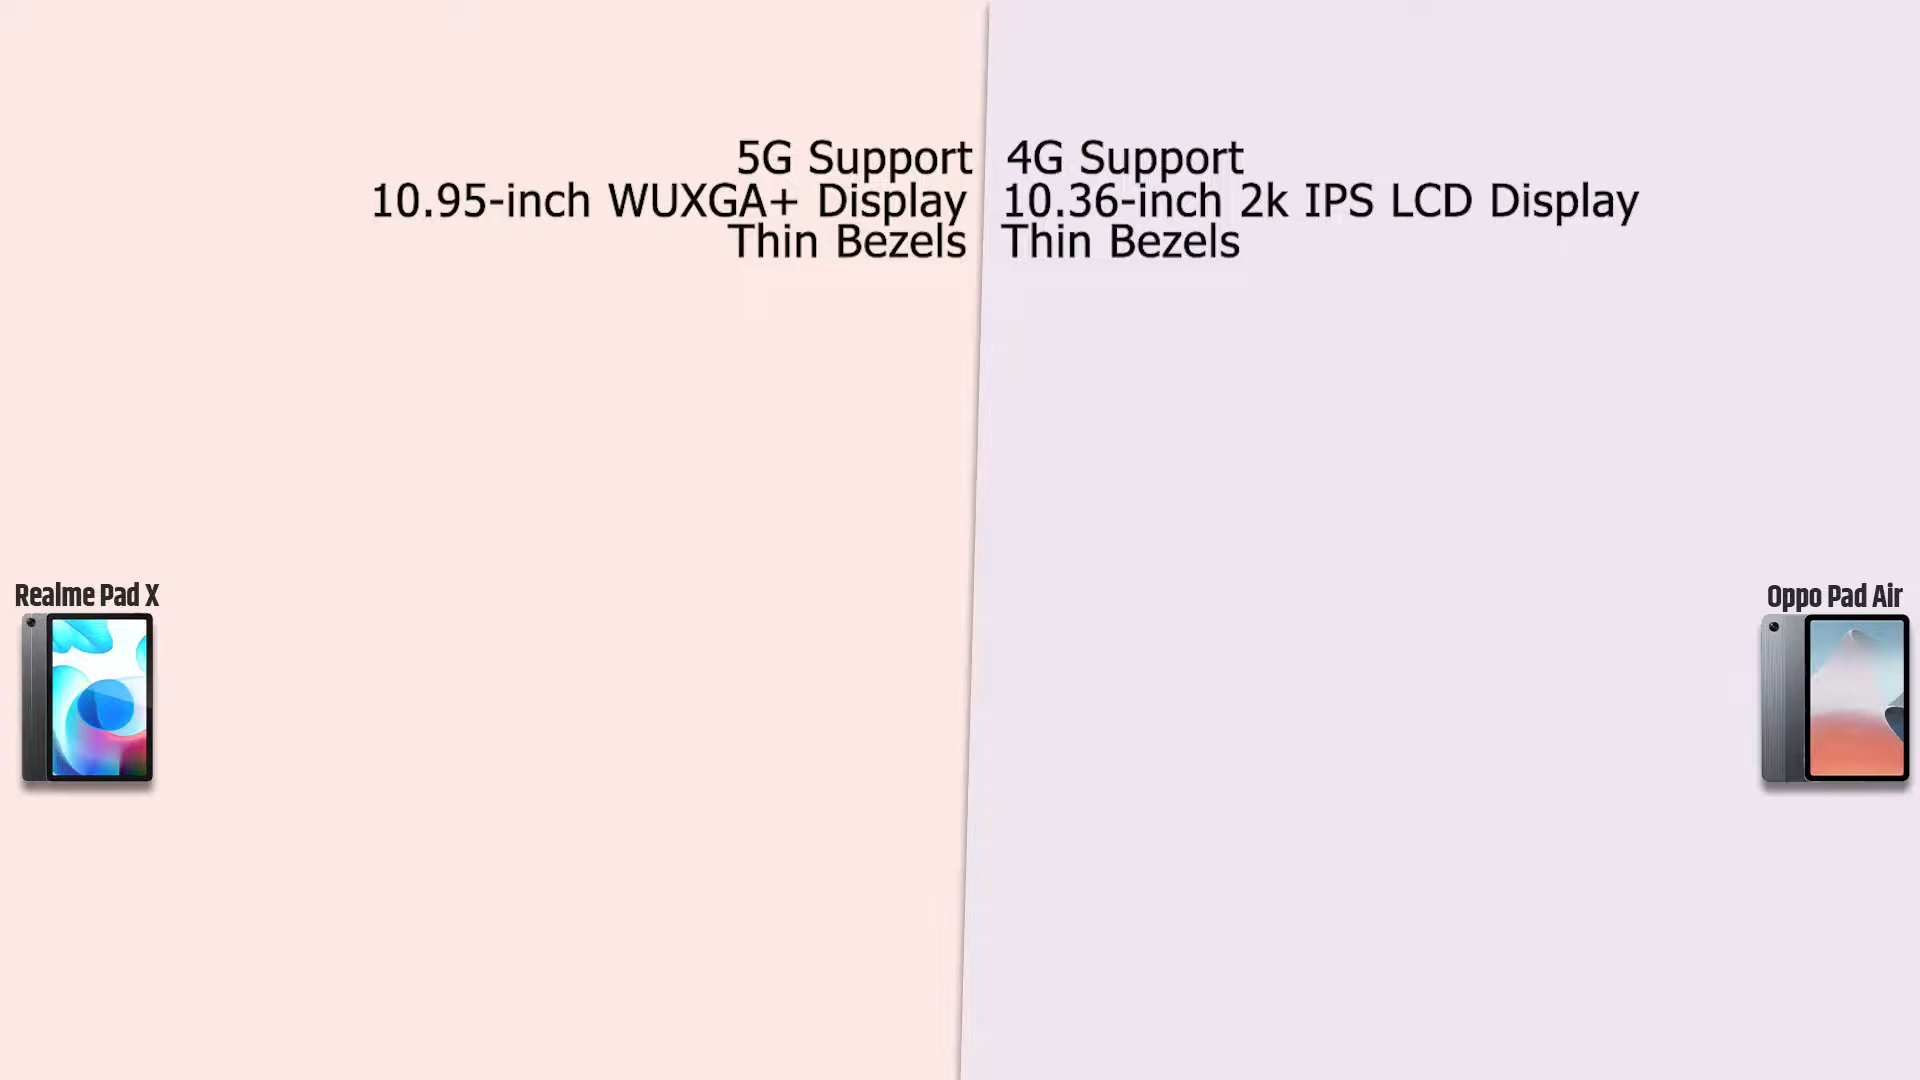 5G Support
10.95-inch WUXGA+ Display
Thin Bezels
4G Support
10.36-inch 2k IPS LCD Display
Thin Bezels
Realme Pad X
Oppo Pad Air